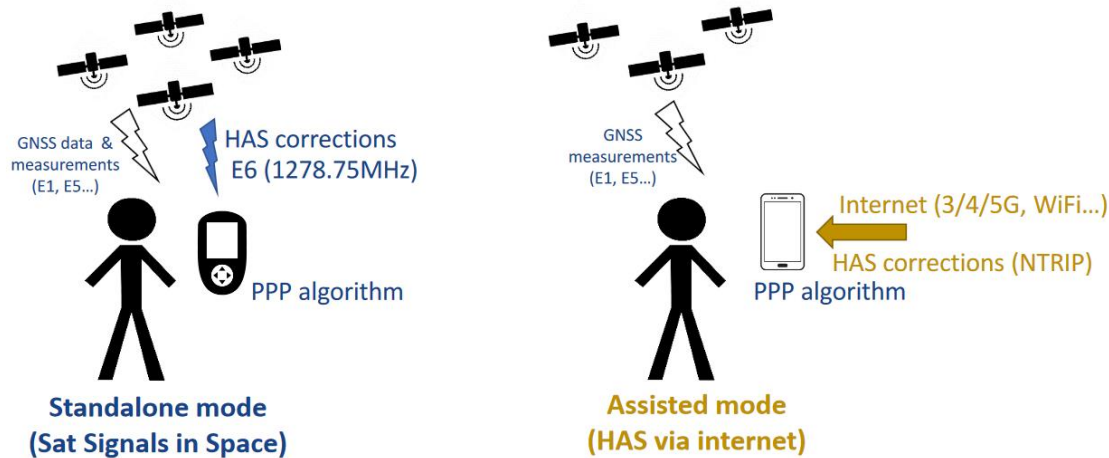 GNSS data &
measurements
(E1, E5...)
HAS corrections
E6 (1278.75MHz)
PPP algorithm
Standalone mode
(Sat Signals in Space)
GNSS
measurements
(E1, E5...)
Internet (3/4/5G, WiFi...)
HAS corrections (NTRIP)
PPP algorithm
Assisted mode
(HAS via internet)